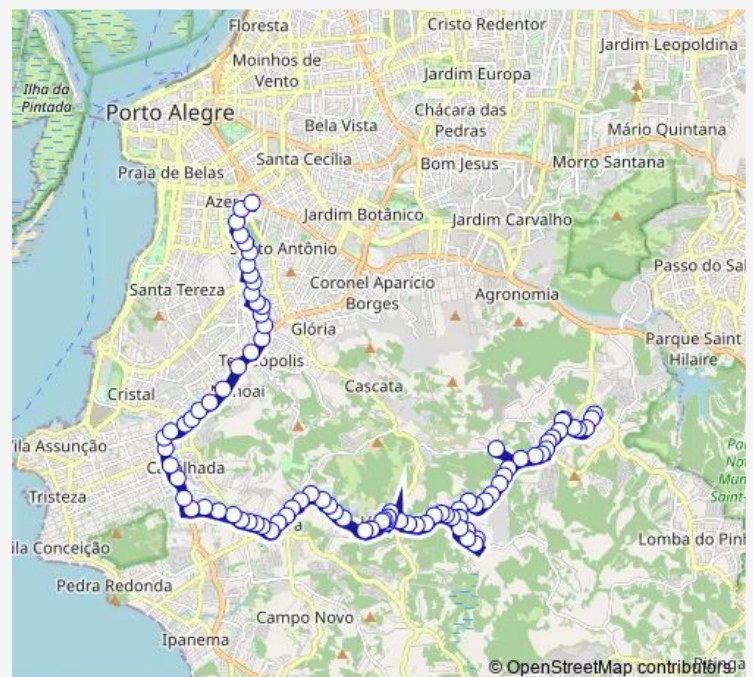 Floresta
Cristo Redentor
Jardim Leopoldina
Moinhos de
Vento
Jardim Europa
Ilha da
Pintada
Porto Alegre
Chácara das
Pedras
Bela Vista
Mário Quintana
Santa Cecília
Bom Jesus
Morro Santana
Praia de Belas
Jardim Botânico
Jardim Carvalho
Passo do Sa
Santa Tereza
Coronel Aparicio
Borges
Agronomia
Glória
Parque Saint
Hilaire
Cascata
Cristal
Vila Assunção
Tristeza
Vila Conceição
Lomba do Pinh
Pedra Redonda
Campo Novo
Ipanema
© OpenStreetMap contributors